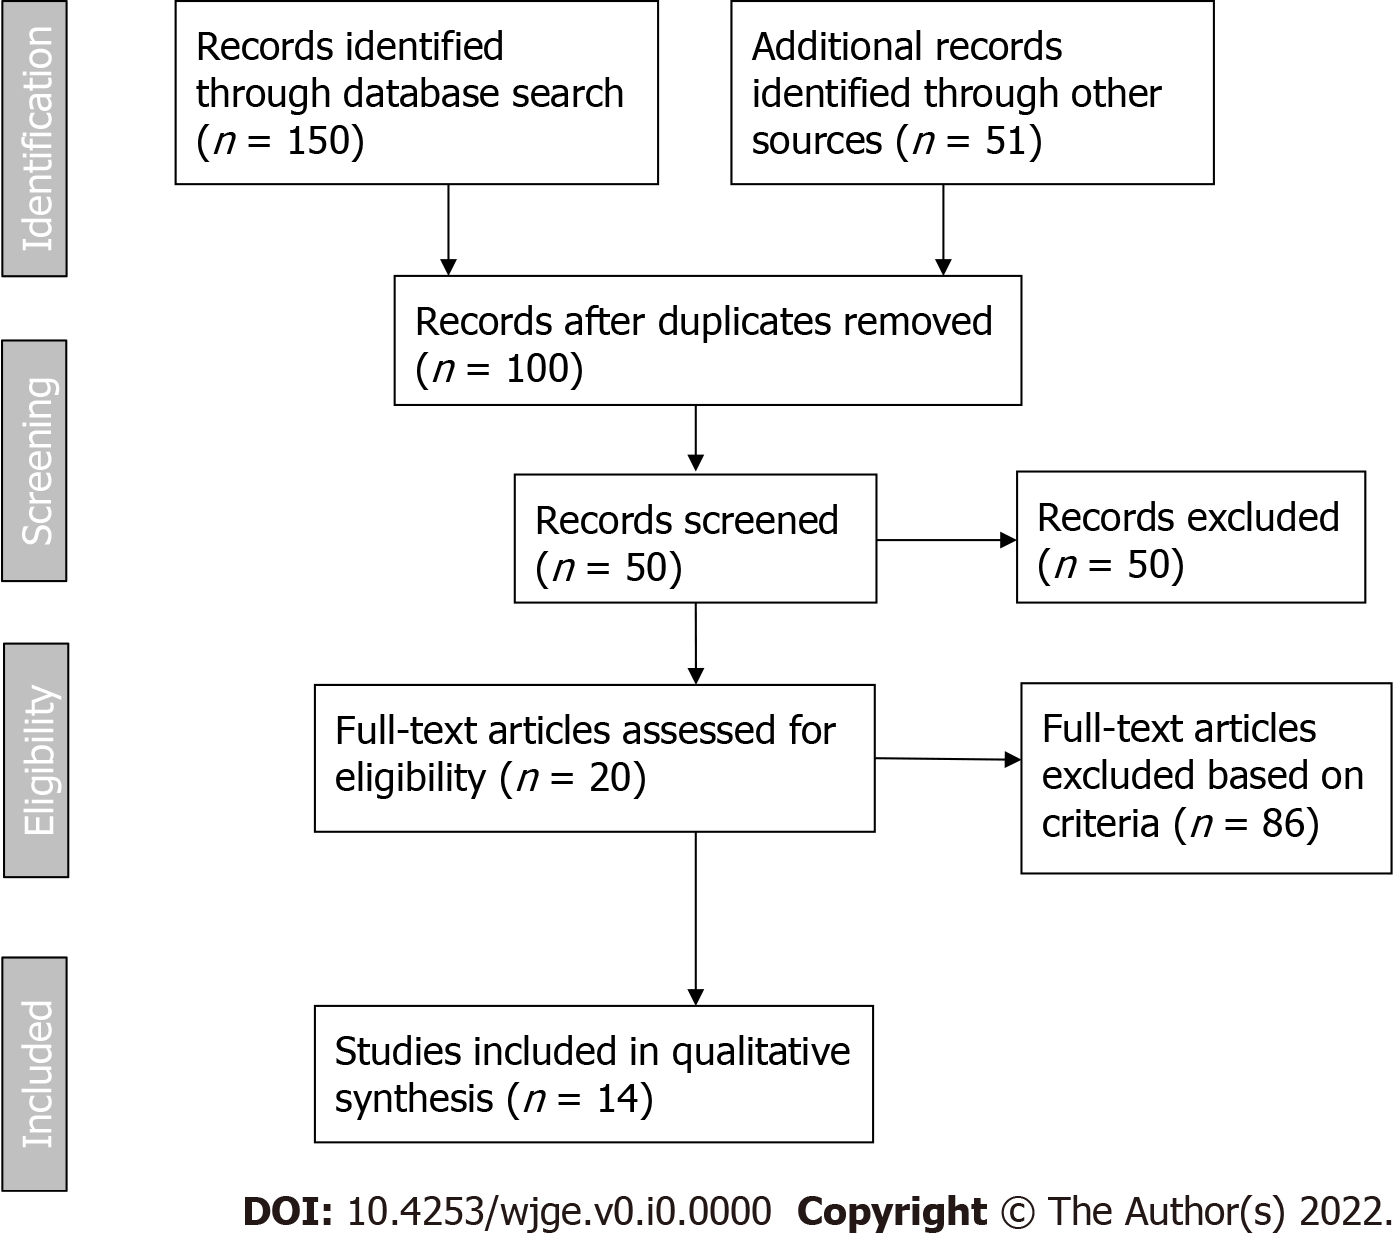 Identification
Records identified
through database search
(n = 150)
Additional records
identified through other
sources (n = 51)
Records after duplicates removed
(n = 100)
Screening
Records screened
(n = 50)
Records excluded
(n = 50)
Eligibility
Full-text articles assessed for
eligibility (n = 20)
Full-text articles
excluded based on
criteria (n = 86)
Included
Studies included in qualitative
synthesis (n = 14)
DOI: 10.4253/wjge.v0.i0.0000 Copyright © The Author(s) 2022.